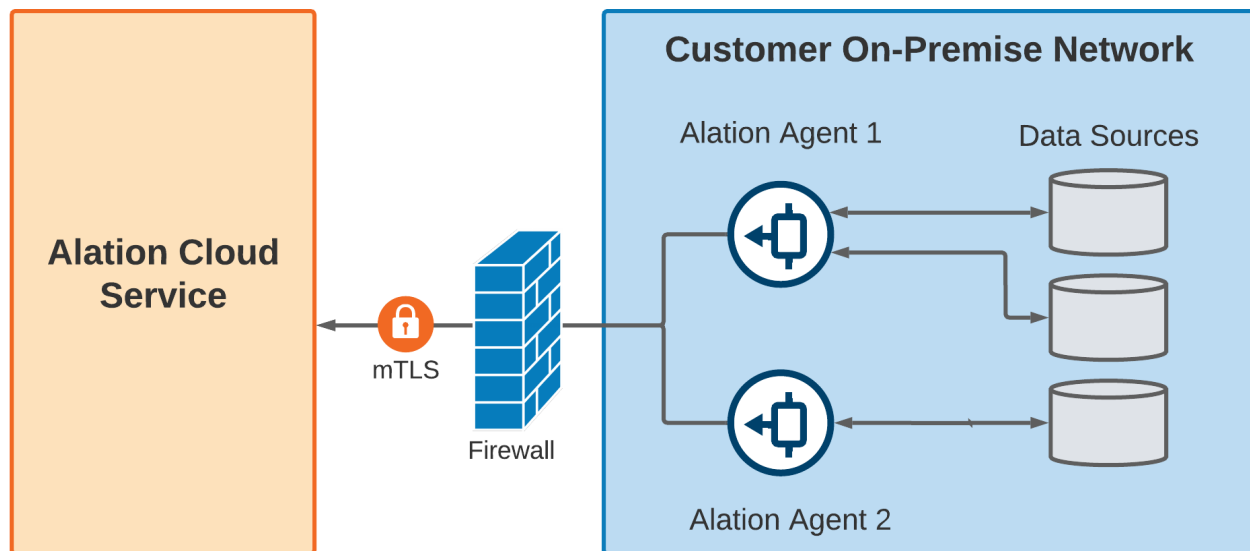 Customer On-Premise Network
Alation Agent 1
Data Sources
Alation Cloud
Service
mTLS
Firewall
Alation Agent 2